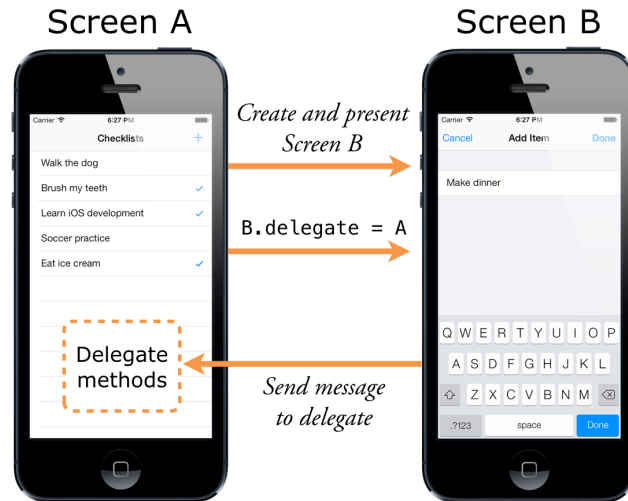 Screen A
Screen B
Carrier 6:27 PM
Checklists +
Walk the dog
Brush my teeth
Learn iOS development
Soccer practice
Eat ice cream
Delegate
methods
Create and present
Screen B
B.delegate = A
Send message
to delegate
Carrier 6:27 PM
Cancel Add Item Done
Make dinner
Q W E R T Y U I O P
A S D F G H J K L
Z X C V B N M
.?123 space Done